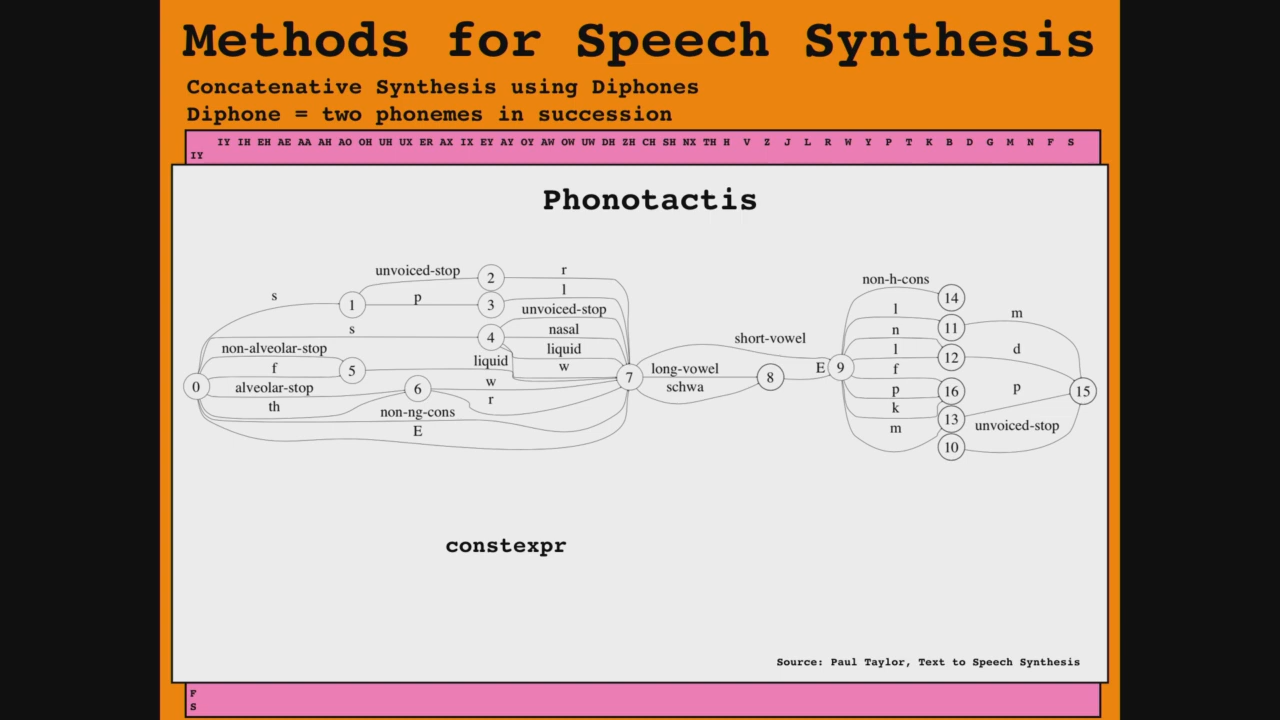 Methods for Speech Synthesis
Concatenative Synthesis using Diphones
Diphone = two phonemes in succession
IY IH EH AE AA AH AO OH UH UX ER AX IX EY AY OY AW OW UW DH ZH CH SH NX TH H V Z J L R W Y P T K B D G M N F S
IY
Phonotactis
unvoiced-stop 2 r non-h-cons 14
s 1 p 3 l l 11 m
unvoiced-stop n
s 4 nasal short-vowel l 12 d
non-alveolar-stop liquid liquid
0 f 5 w 7 long-vowel 8 E 9 f
alveolar-stop 6 w schwa p 16 p 15
th r k 13
non-ng-cons m unvoiced-stop
E 10
constexpr
Source: Paul Taylor, Text to Speech Synthesis
F
S